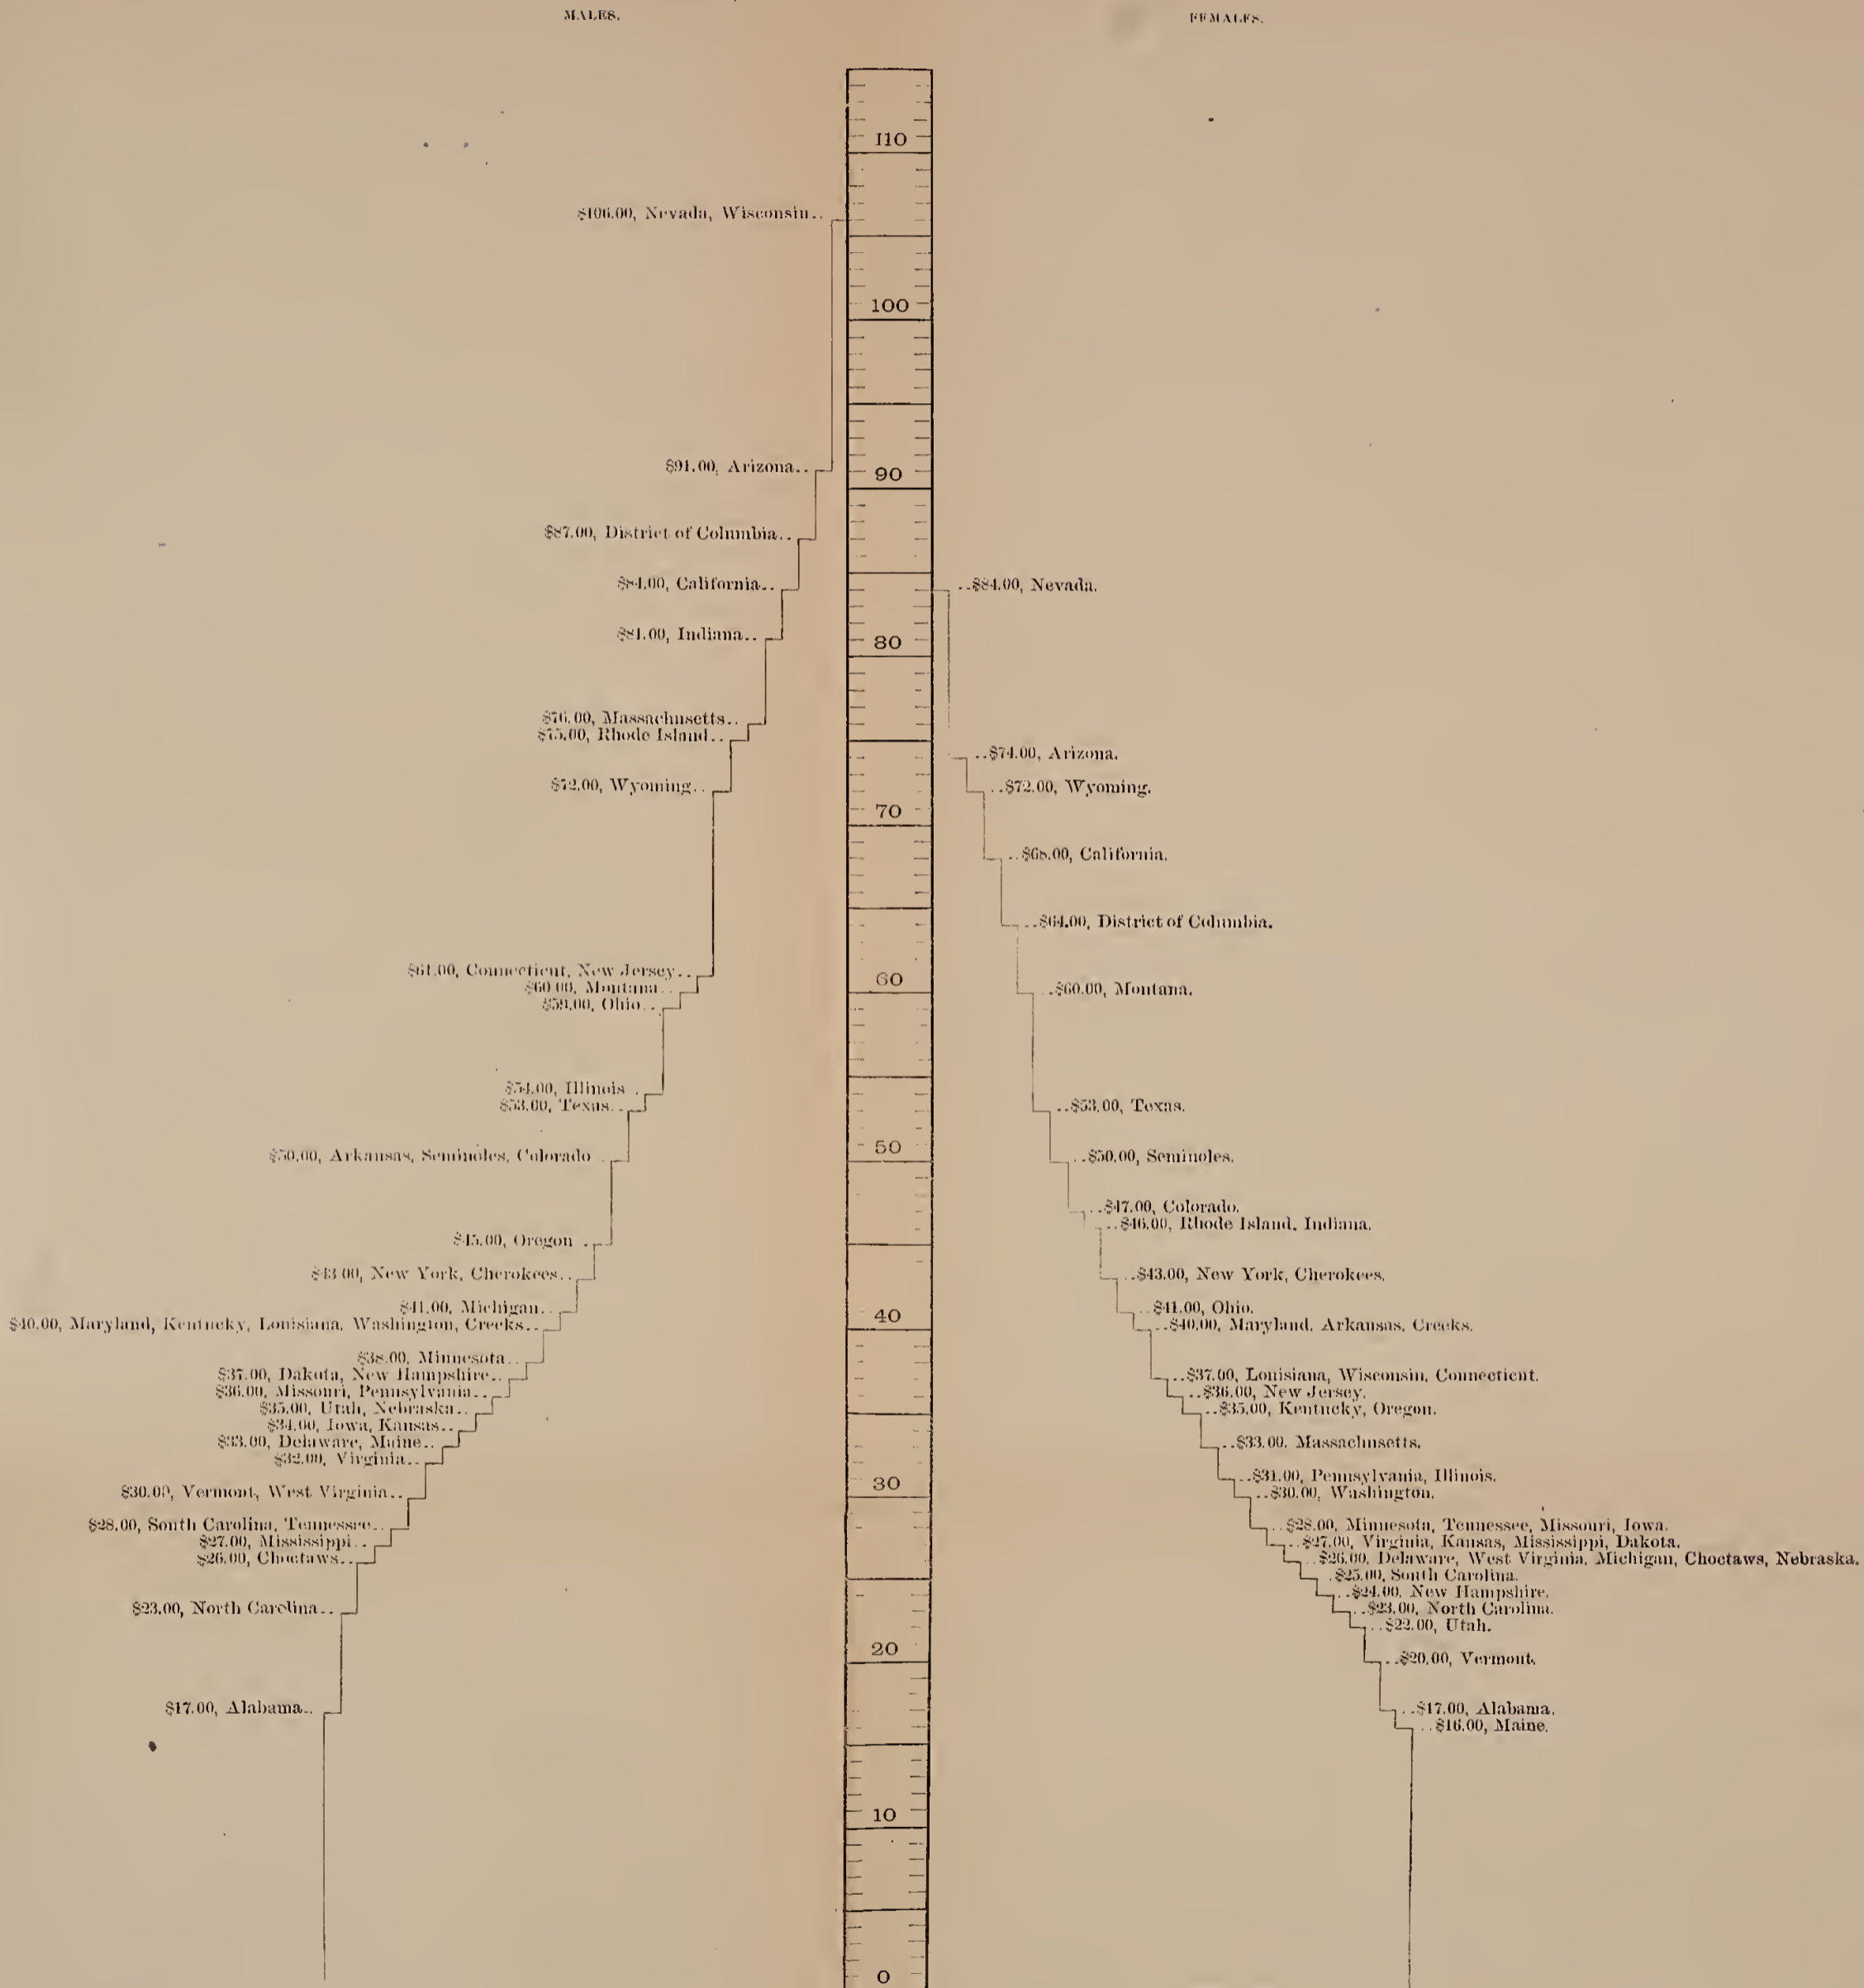 MALES.
FEMALES.
110
$106.00, Nevada, Wisconsin..
100
$91.00, Arizona..
90
$87.00, District of Columbia..
$84.00, California..
..$84.00, Nevada.
$81.00, Indiana..
80
$76.00, Massachusetts..
$75.00, Rhode Island..
..$74.00, Arizona.
$72.00, Wyoming..
..$72.00, Wyoming.
70
..$68.00, California.
..$64.00, District of Columbia.
$61.00, Connecticut, New Jersey..
60
$60.00, Montana..
..$60.00, Montana.
$59.00, Ohio..
$54.00, Illinois .
$53.00, Texas..
..$53.00, Texas.
50
$50.00, Arkansas, Seminoles, Colorado .
..$50.00, Seminoles.
..$47.00, Colorado.
..$46.00, Rhode Island, Indiana.
$45.00, Oregon .
$43.00, New York, Cherokees..
..$43.00, New York, Cherokees.
$41.00, Michigan..
..$41.00, Ohio.
40
$40.00, Maryland, Kentucky, Louisiana, Washington, Creeks..
..$40.00, Maryland, Arkansas, Creeks.
$38.00, Minnesota..
$37.00, Dakota, New Hampshire..
..$37.00, Louisiana, Wisconsin, Connecticut.
$36.00, Missouri, Pennsylvania..
..$36.00, New Jersey.
$35.00, Utah, Nebraska..
..$35.00, Kentucky, Oregon.
$34.00, Iowa, Kansas..
$33.00, Delaware, Maine..
..$33.00, Massachusetts.
$32.00, Virginia..
..$31.00, Pennsylvania, Illinois.
30
$30.00, Vermont, West Virginia..
..$30.00, Washington.
$28.00, South Carolina, Tennessee..
..$28.00, Minnesota, Tennessee, Missouri, Iowa.
$27.00, Mississippi..
..$27.00, Virginia, Kansas, Mississippi, Dakota.
$26.00, Choctaws..
..$26.00, Delaware, West Virginia, Michigan, Choctaws, Nebraska.
.$25.00, South Carolina.
..$24.00, New Hampshire.
$23.00, North Carolina..
..$23.00, North Carolina.
..$22.00, Utah.
20
..$20.00, Vermont.
$17.00, Alabama..
..$17.00, Alabama.
..$16.00, Maine.
10
0